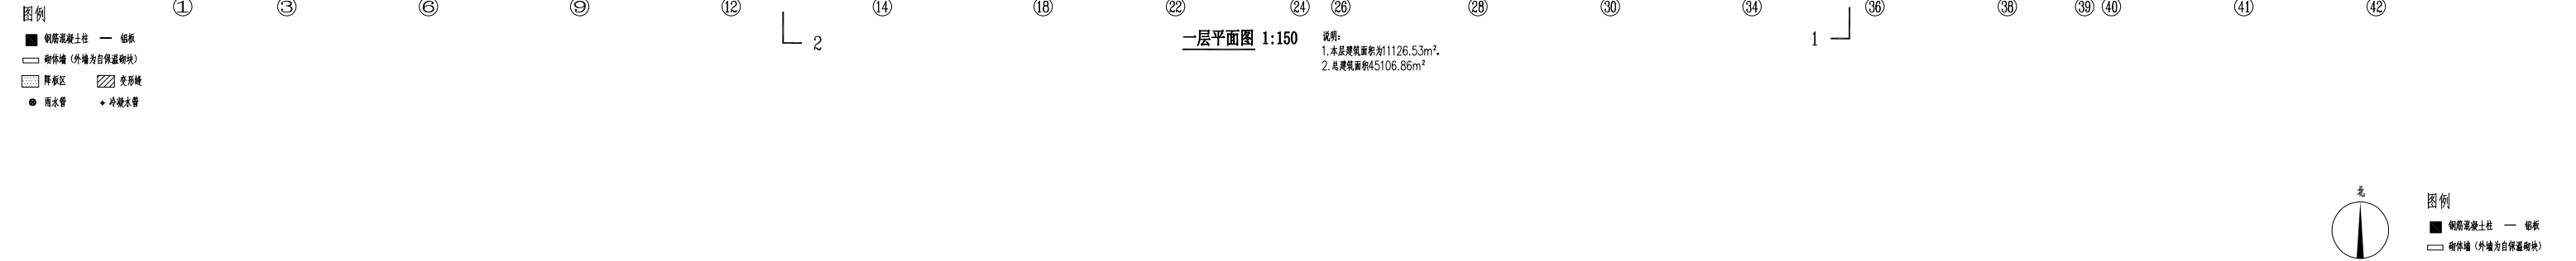 ① ③ ⑥ ⑨ ⑫ ⑭ ⑱ ㉒ ㉔ ㉖ ㉘ ㉚ ㉞ ㊱ ㊳ ㊴ ㊵ ㊶ ㊷
图例
钢筋混凝土柱 铝板
砌体墙（外墙为自保温砌块）
降板区 变形缝
雨水管 冷凝水管
2
一层平面图 1:150
说明：
1.本层建筑面积为11126.53m²。
2.总建筑面积45106.86m²
1
北
图例
钢筋混凝土柱 铝板
砌体墙（外墙为自保温砌块）